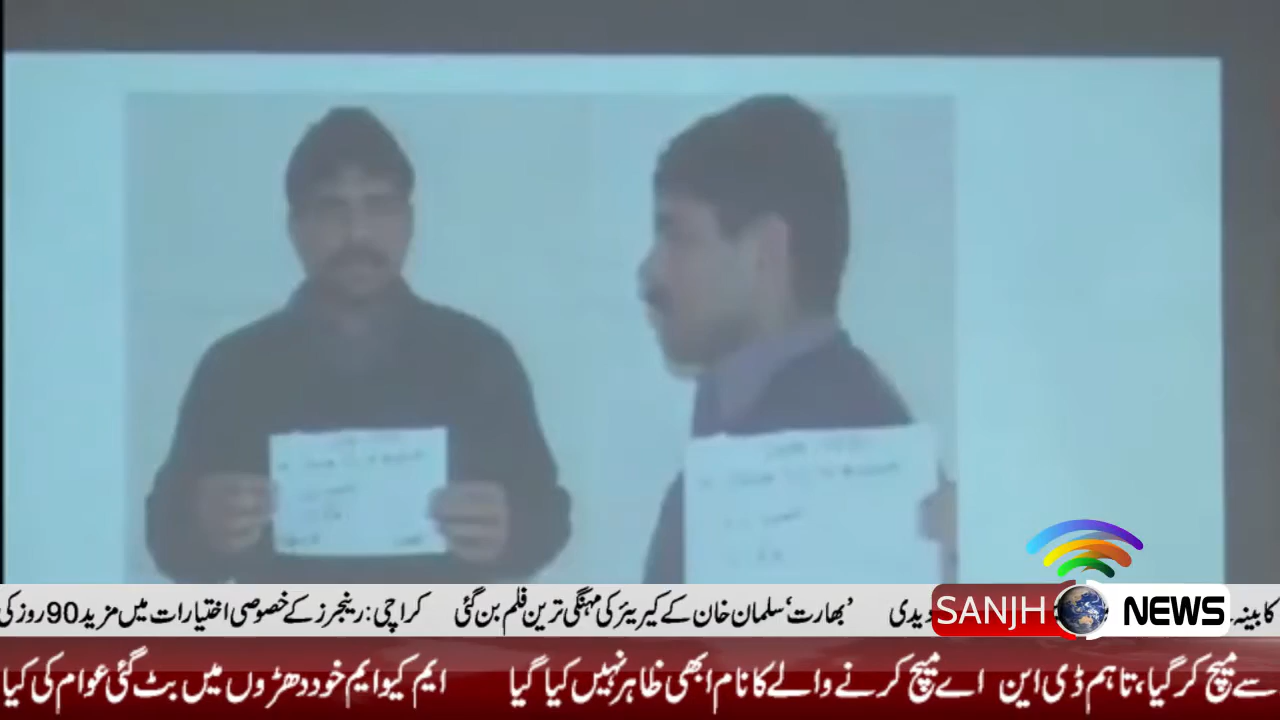 کابینہ
ویدی
’بھارت‘ سلمان خان کے کیریئر کی مہنگی ترین فلم بن گئی
کراچی: رینجرز کے خصوصی اختیارات میں مزید 90 روز کی
SANJH NEWS
سے میچ کر گیا، تاہم ڈی این اے میچ کرنے والے کا نام ابھی ظاہر نہیں کیا گیا
ایم کیو ایم خود دھڑوں میں بٹ گئی عوام کی کیا